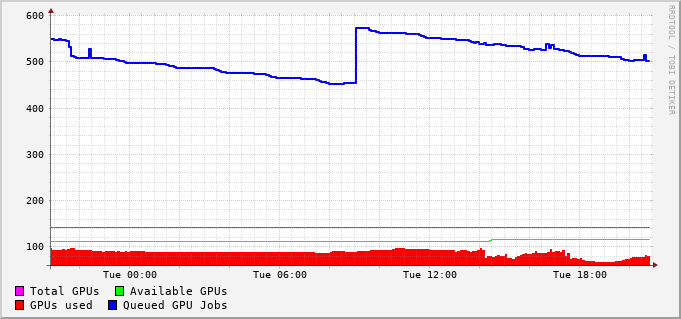 600
500
400
300
200
100
Tue 00:00 Tue 06:00 Tue 12:00 Tue 18:00
Total GPUs Available GPUs
GPUs used Queued GPU Jobs
RRDTOOL / TOBI OETIKER